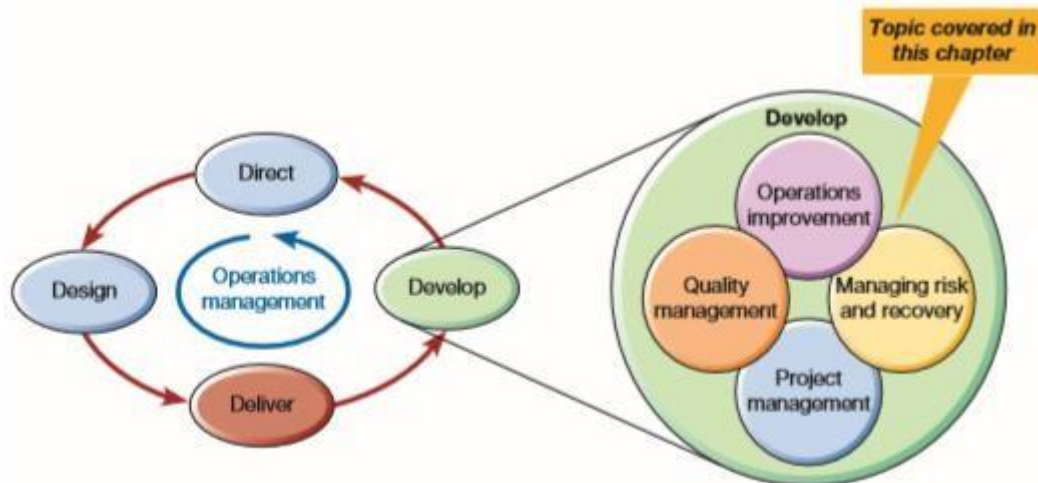 Topic covered in
this chapter
Develop
Direct
Operations
improvement
Operations
management
Design
Develop
Quality
management
Managing risk
and recovery
Deliver
Project
management